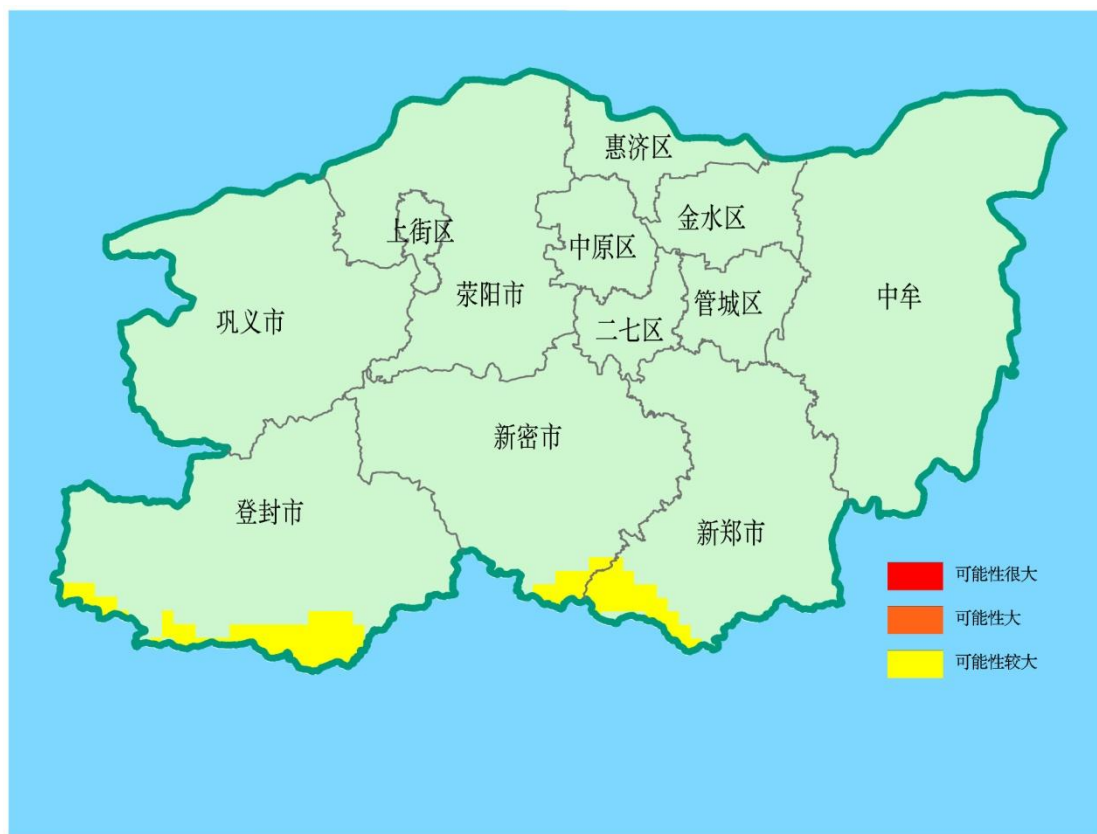 惠济区
金水区
上街区
中原区
荥阳市
管城区
中牟
巩义市
二七区
新密市
登封市
新郑市
可能性很大
可能性大
可能性较大